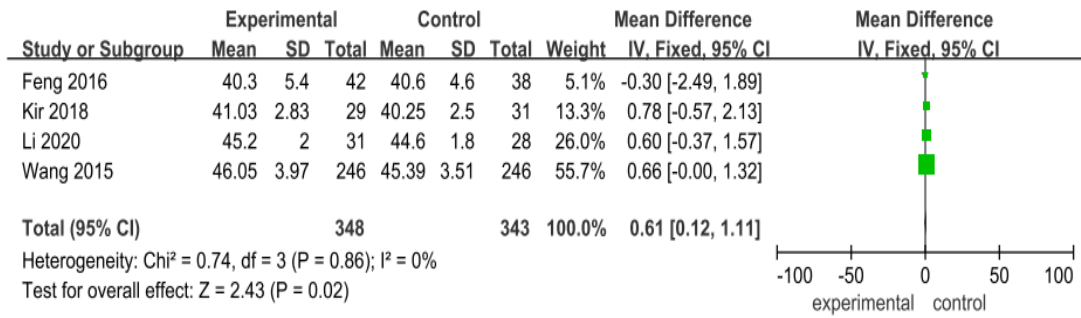 Experimental Control Mean Difference Mean Difference
Study or Subgroup Mean SD Total Mean SD Total Weight IV, Fixed, 95% CI IV, Fixed, 95% CI
Feng 2016 40.3 5.4 42 40.6 4.6 38 5.1% -0.30 [-2.49, 1.89]
Kir 2018 41.03 2.83 29 40.25 2.5 31 13.3% 0.78 [-0.57, 2.13]
Li 2020 45.2 2 31 44.6 1.8 28 26.0% 0.60 [-0.37, 1.57]
Wang 2015 46.05 3.97 246 45.39 3.51 246 55.7% 0.66 [-0.00, 1.32]
Total (95% CI) 348 343 100.0% 0.61 [0.12, 1.11]
Heterogeneity: Chi² = 0.74, df = 3 (P = 0.86); I² = 0%
Test for overall effect: Z = 2.43 (P = 0.02)
-100 -50 0 50 100
experimental control